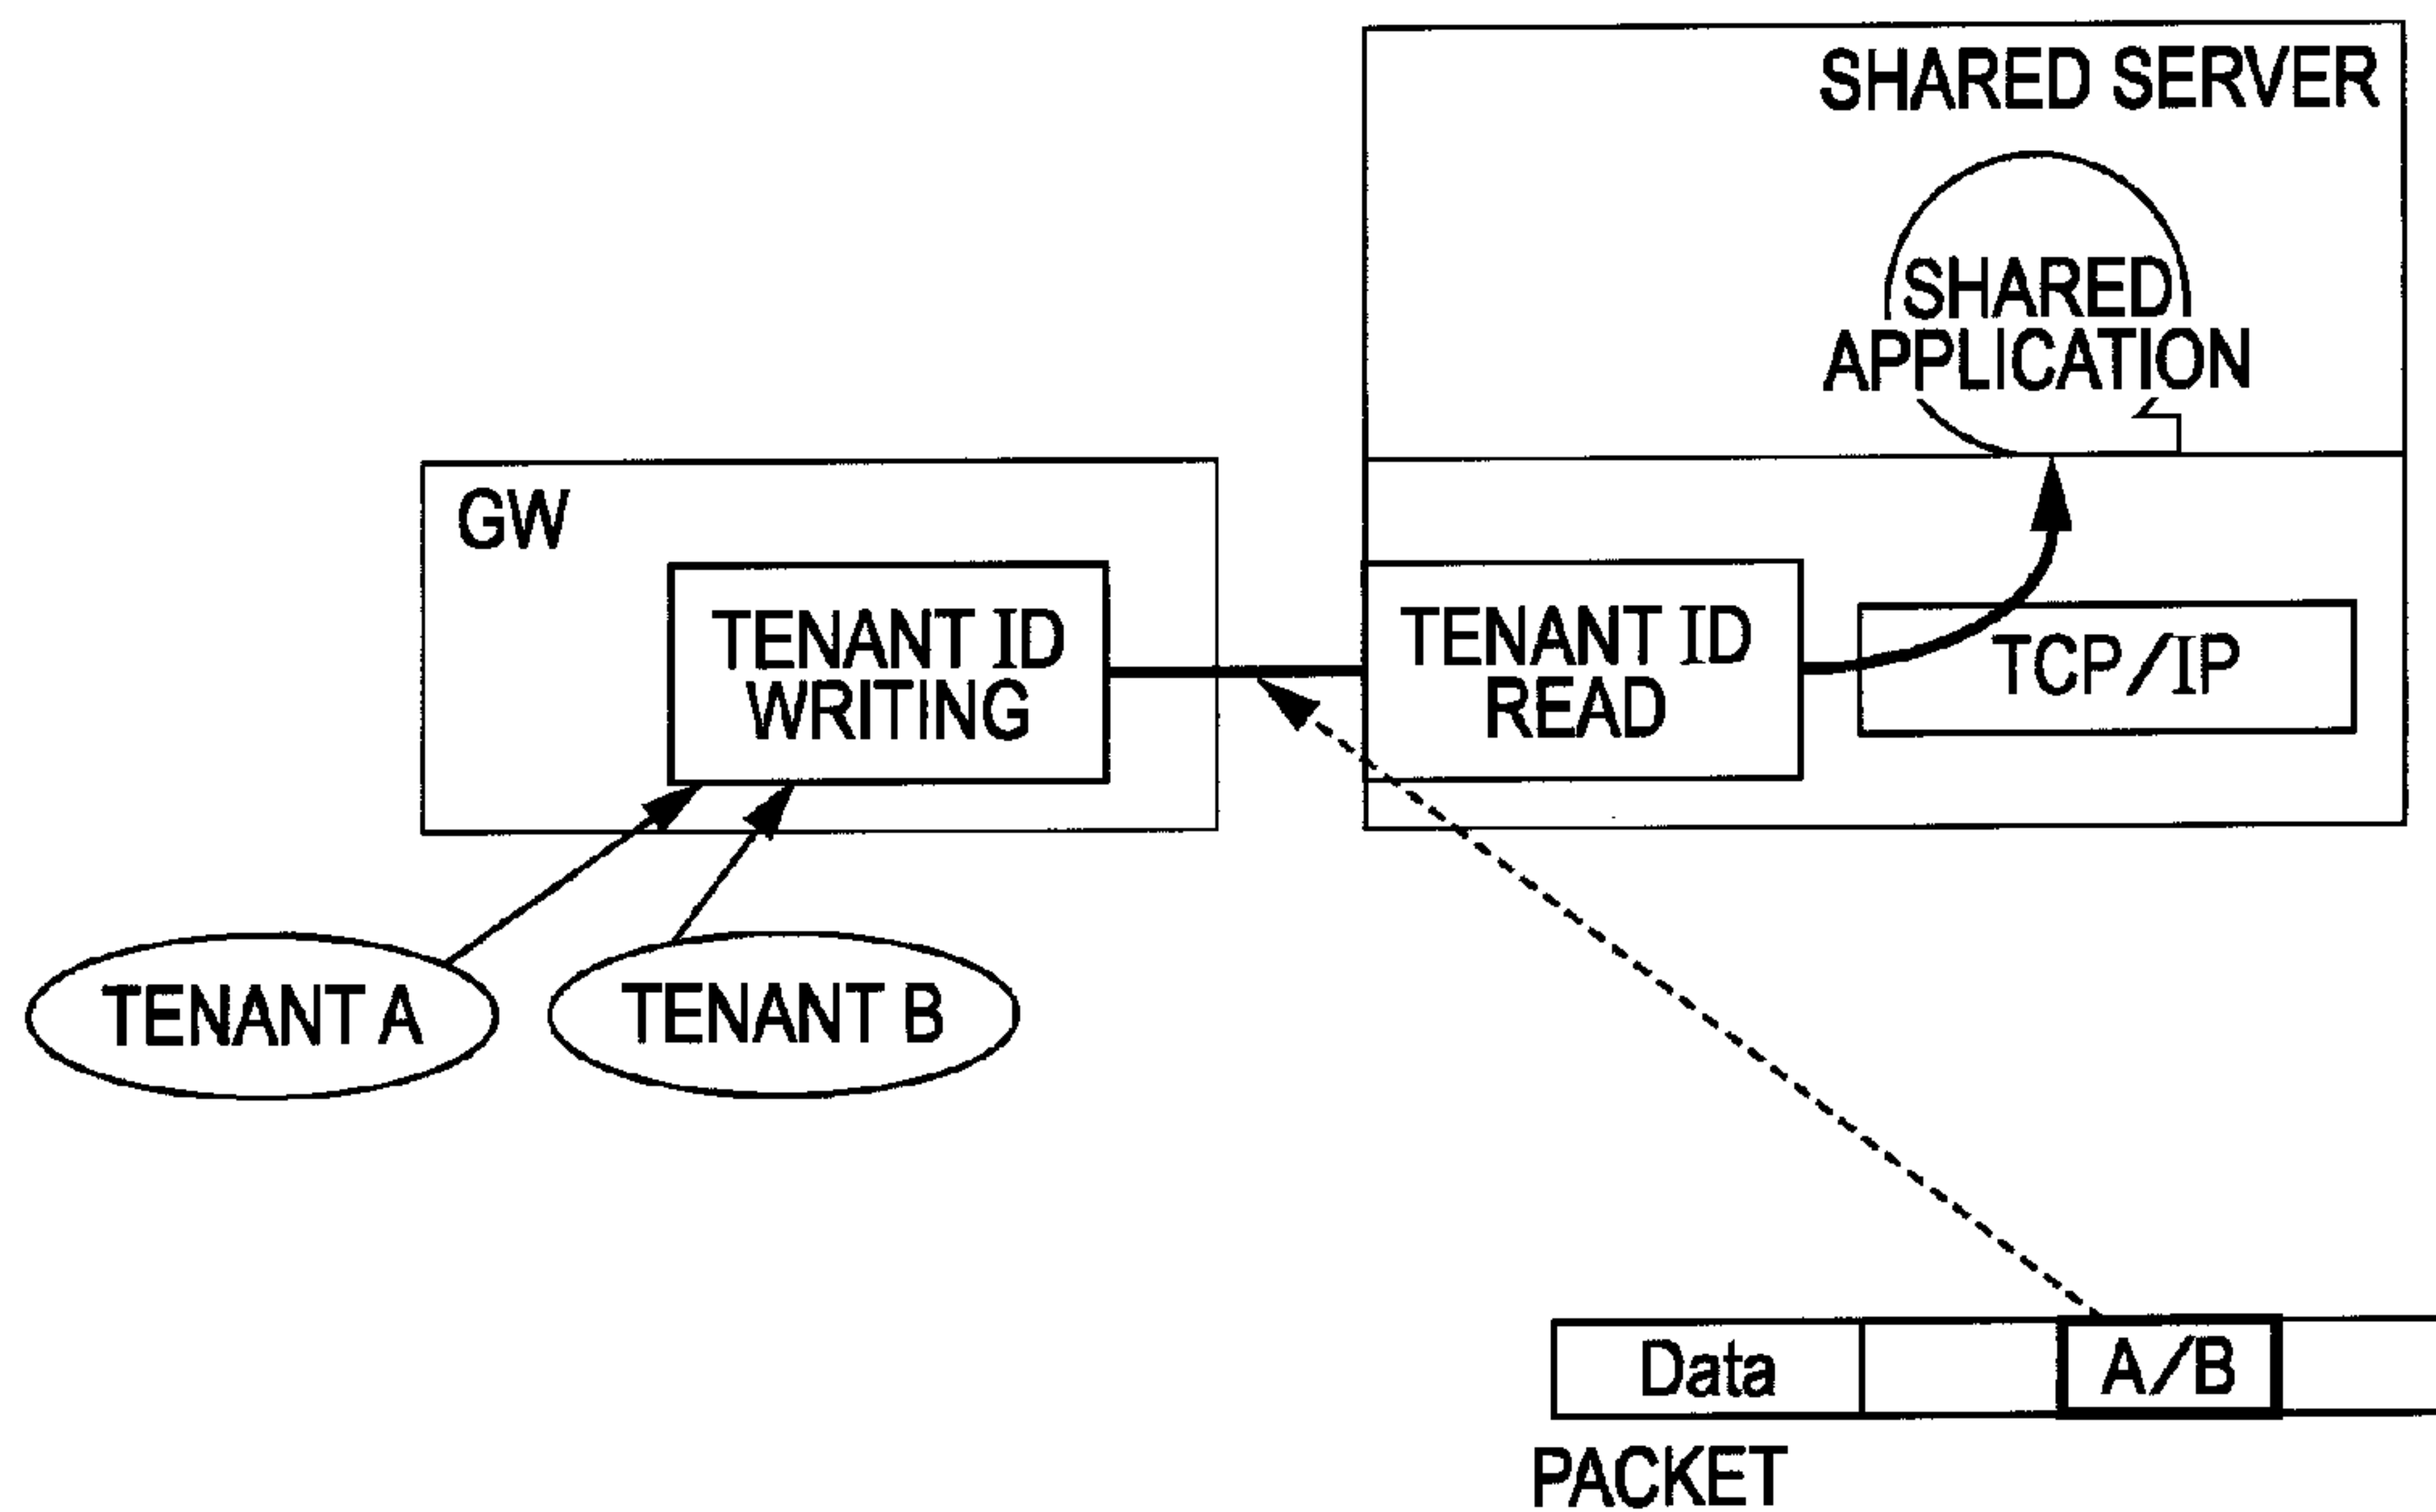 SHARED SERVER
SHARED
APPLICATION
GW
TENANT ID
WRITING
TENANT ID
READ
TCP/IP
TENANT A
TENANT B
Data
A/B
PACKET